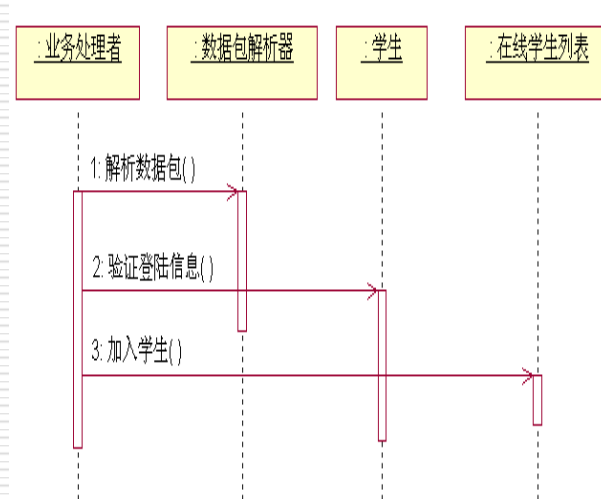 : 业务处理者
: 数据包解析器
: 学生
: 在线学生列表
1: 解析数据包( )
2: 验证登陆信息( )
3: 加入学生( )